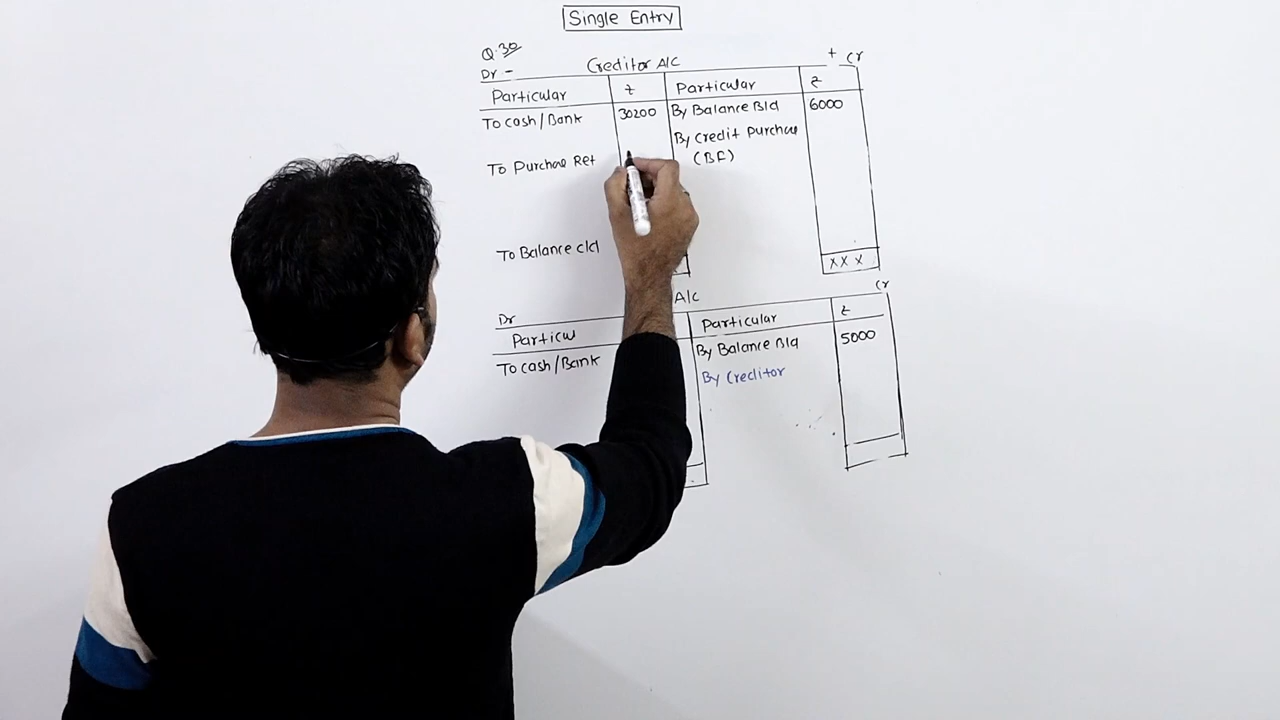 Single Entry
Q.30
Dr - Creditor A/C + Cr
Particular ₹ Particular ₹
To Cash/Bank 30200 By Balance B/d 6000
By Credit Purchase
To Purchase Ret (BF)
To Balance c/d
x x x
A/c Cr
Dr
Particu Particular ₹
To Cash/Bank By Balance B/d 5000
By Creditor